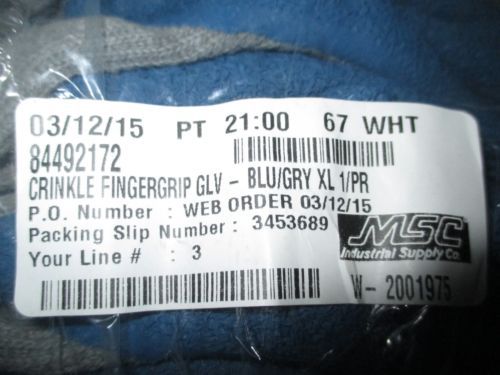 03/12/15 PT 21:00 67 WHT
84492172
CRINKLE FINGERGRIP GLV - BLU/GRY XL 1/PR
P.O. Number : WEB ORDER 03/12/15
Packing Slip Number : 3453689
Your Line # : 3
MSC
Industrial Supply Co.
W- 2001975